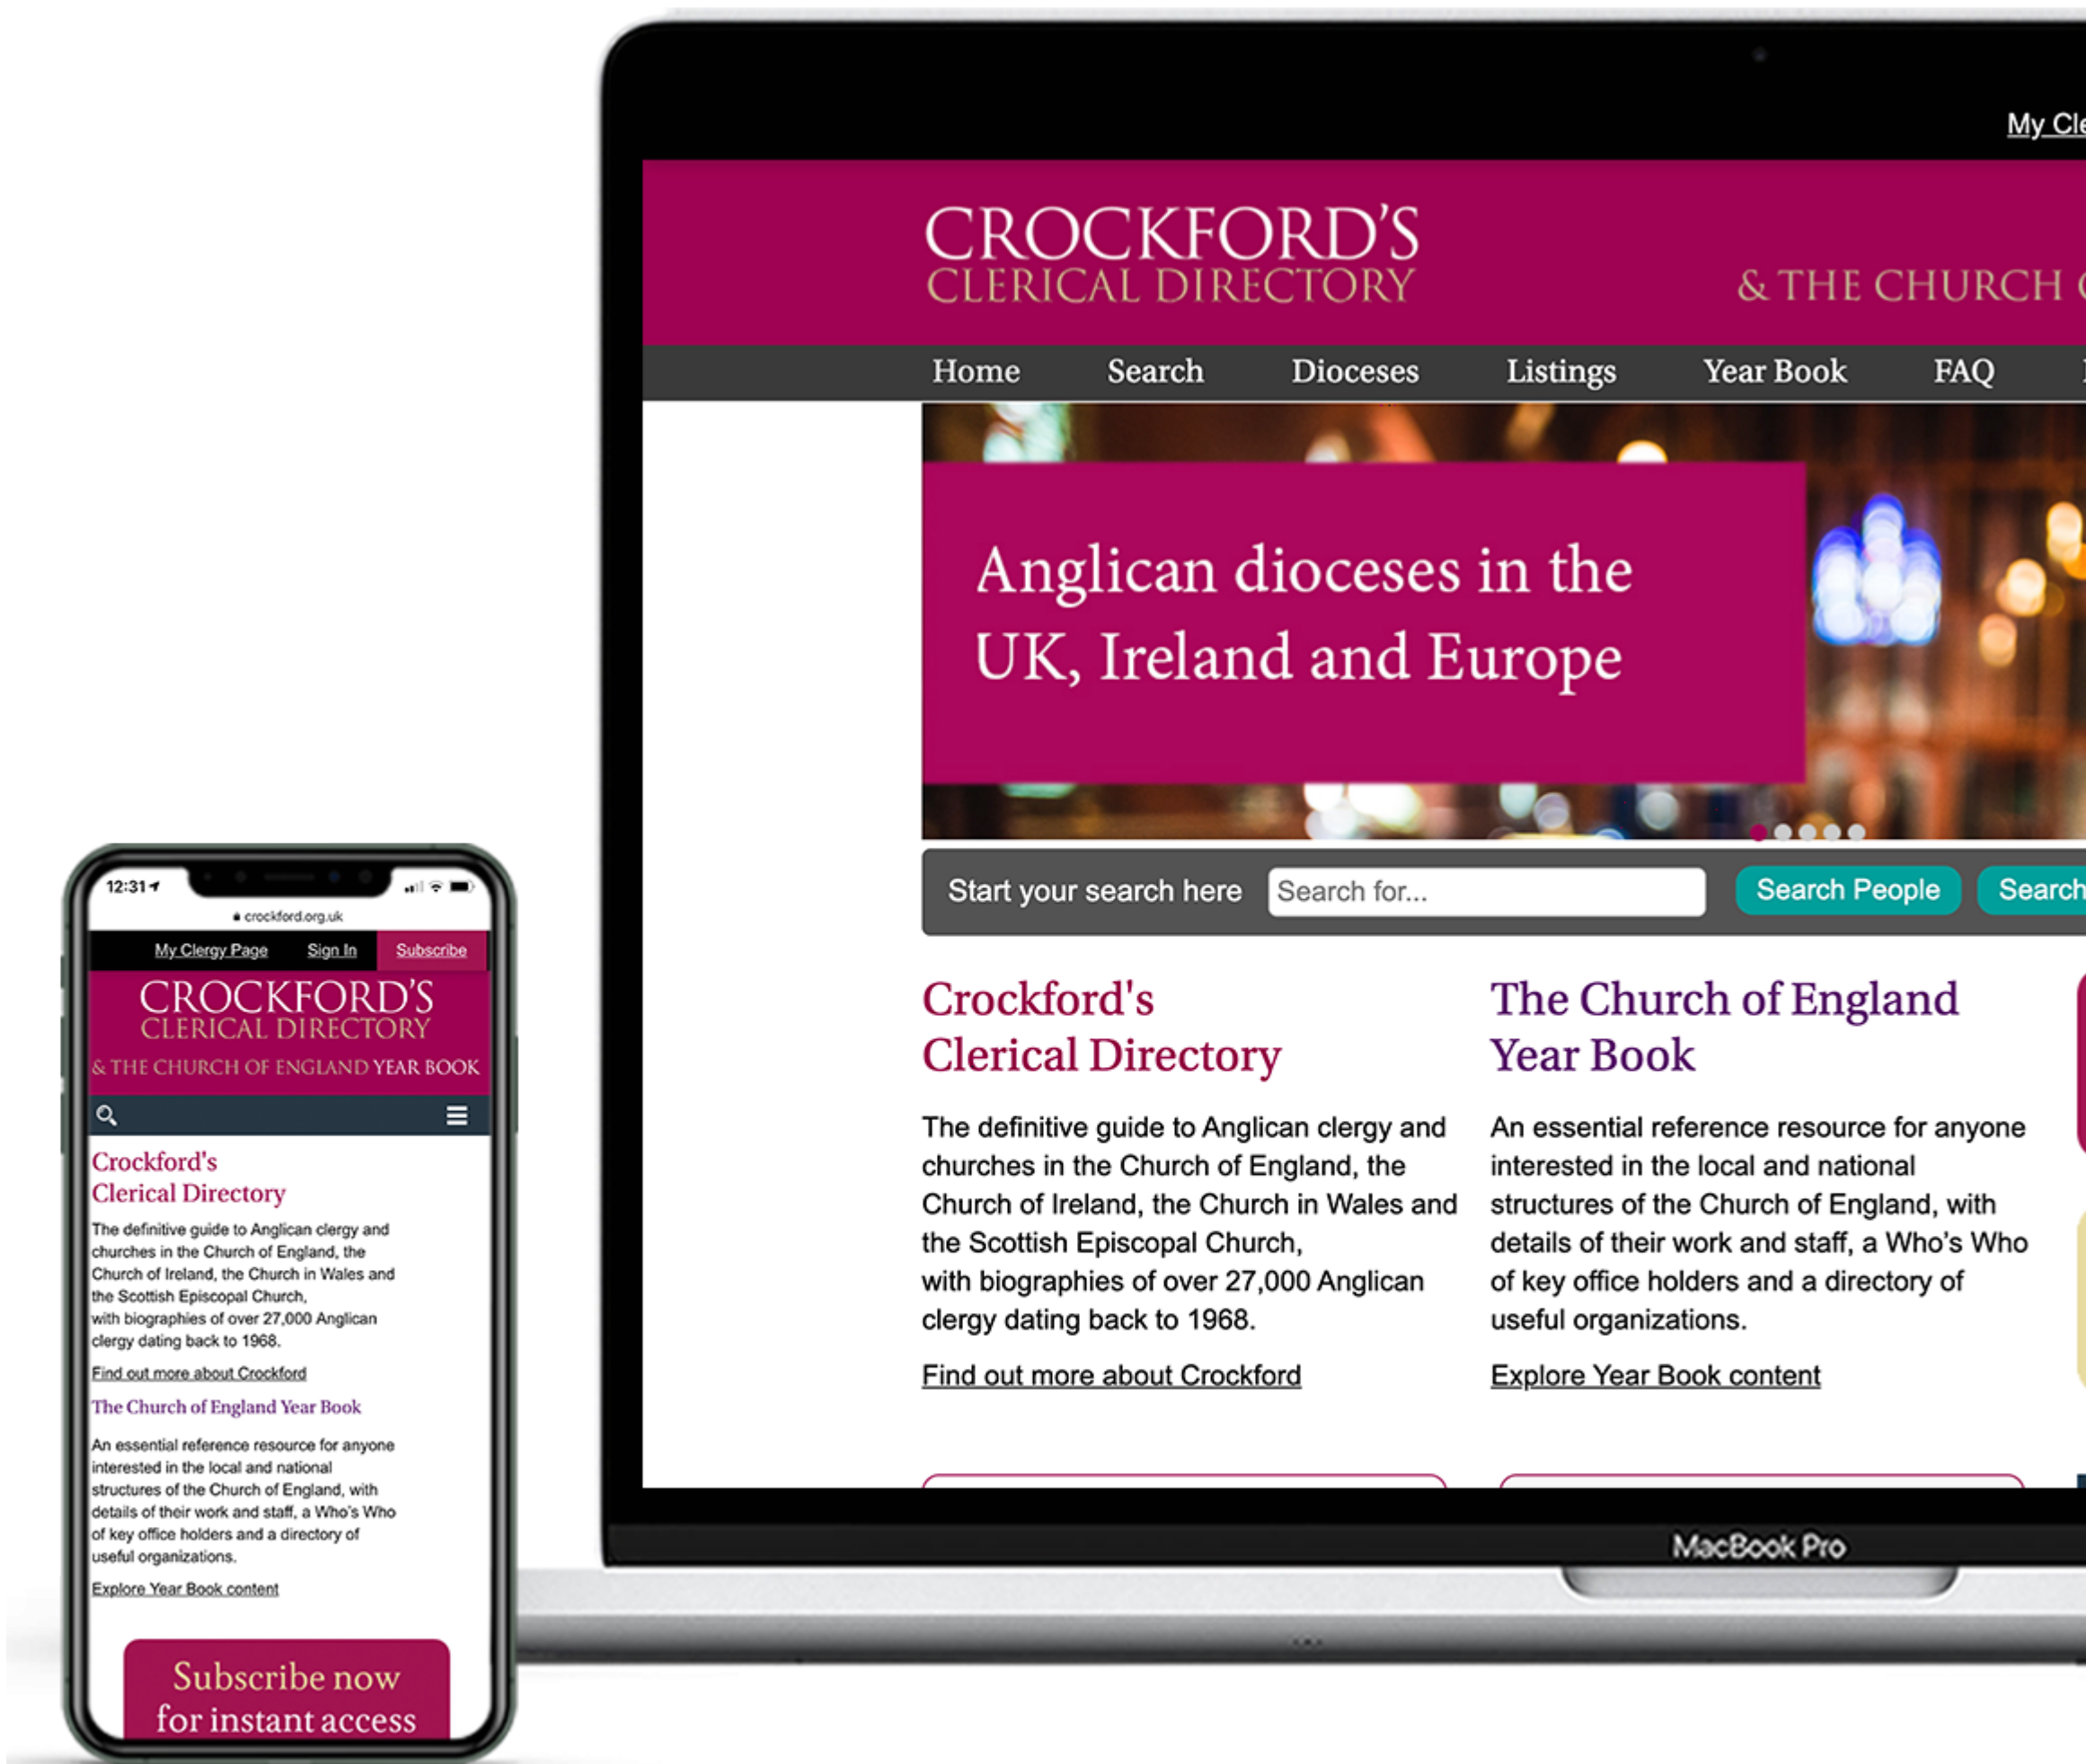 12:31
crockford.org.uk
My Clergy Page Sign In Subscribe
CROCKFORD'S
CLERICAL DIRECTORY
& THE CHURCH OF ENGLAND YEAR BOOK
Crockford's
Clerical Directory
The definitive guide to Anglican clergy and
churches in the Church of England, the
Church of Ireland, the Church in Wales and
the Scottish Episcopal Church,
with biographies of over 27,000 Anglican
clergy dating back to 1968.
Find out more about Crockford
The Church of England Year Book
An essential reference resource for anyone
interested in the local and national
structures of the Church of England, with
details of their work and staff, a Who's Who
of key office holders and a directory of
useful organizations.
Explore Year Book content
Subscribe now
for instant access
My Cle
CROCKFORD'S
CLERICAL DIRECTORY
& THE CHURCH
Home Search Dioceses Listings Year Book FAQ
Anglican dioceses in the
UK, Ireland and Europe
Start your search here Search for... Search People Search
Crockford's
Clerical Directory
The definitive guide to Anglican clergy and
churches in the Church of England, the
Church of Ireland, the Church in Wales and
the Scottish Episcopal Church,
with biographies of over 27,000 Anglican
clergy dating back to 1968.
Find out more about Crockford
The Church of England
Year Book
An essential reference resource for anyone
interested in the local and national
structures of the Church of England, with
details of their work and staff, a Who's Who
of key office holders and a directory of
useful organizations.
Explore Year Book content
MacBook Pro